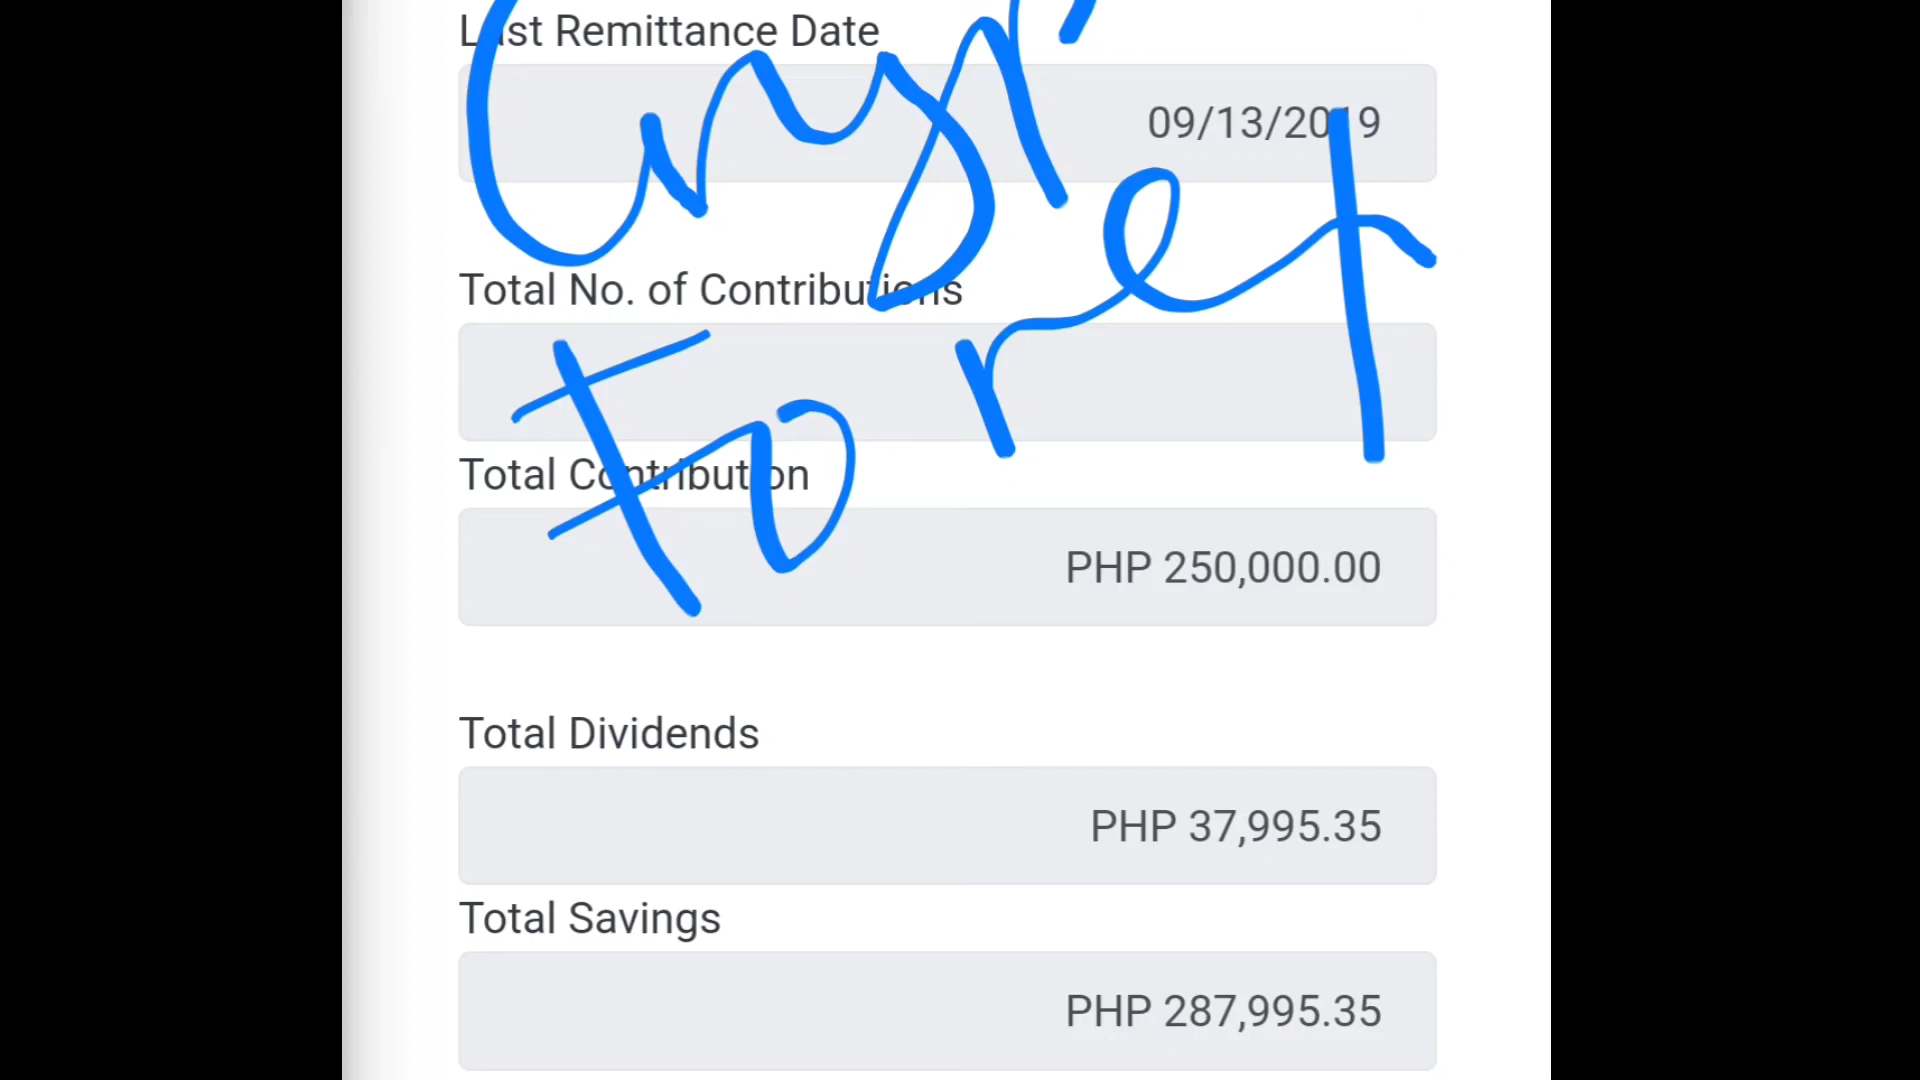 Last Remittance Date
09/13/2019
Total No. of Contributions
Total Contribution
PHP 250,000.00
Total Dividends
PHP 37,995.35
Total Savings
PHP 287,995.35